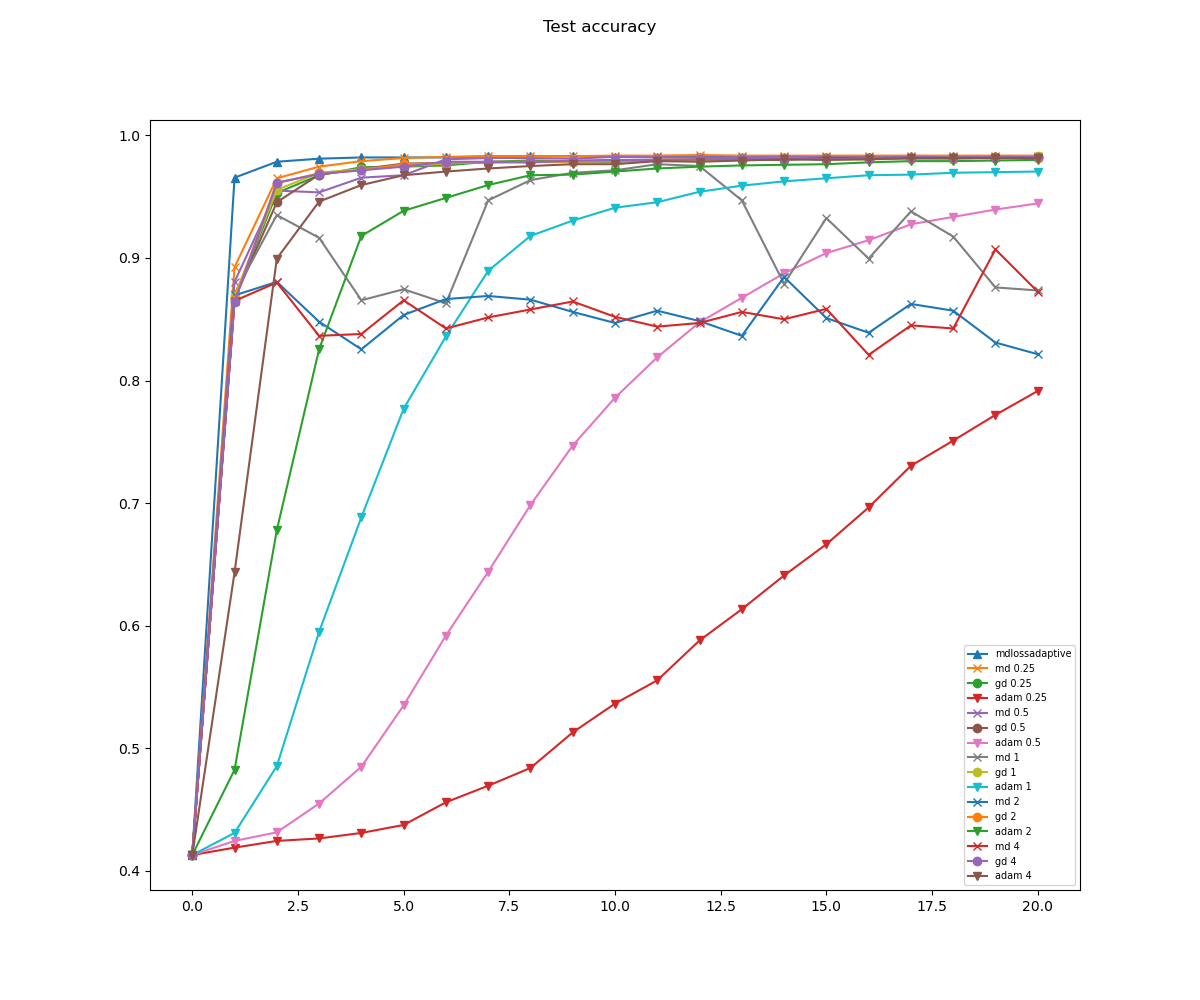 Test accuracy
1.0
0.9
0.8
0.7
0.6
0.5
0.4
0.0 2.5 5.0 7.5 10.0 12.5 15.0 17.5 20.0
mdlossadaptive
md 0.25
gd 0.25
adam 0.25
md 0.5
gd 0.5
adam 0.5
md 1
gd 1
adam 1
md 2
gd 2
adam 2
md 4
gd 4
adam 4